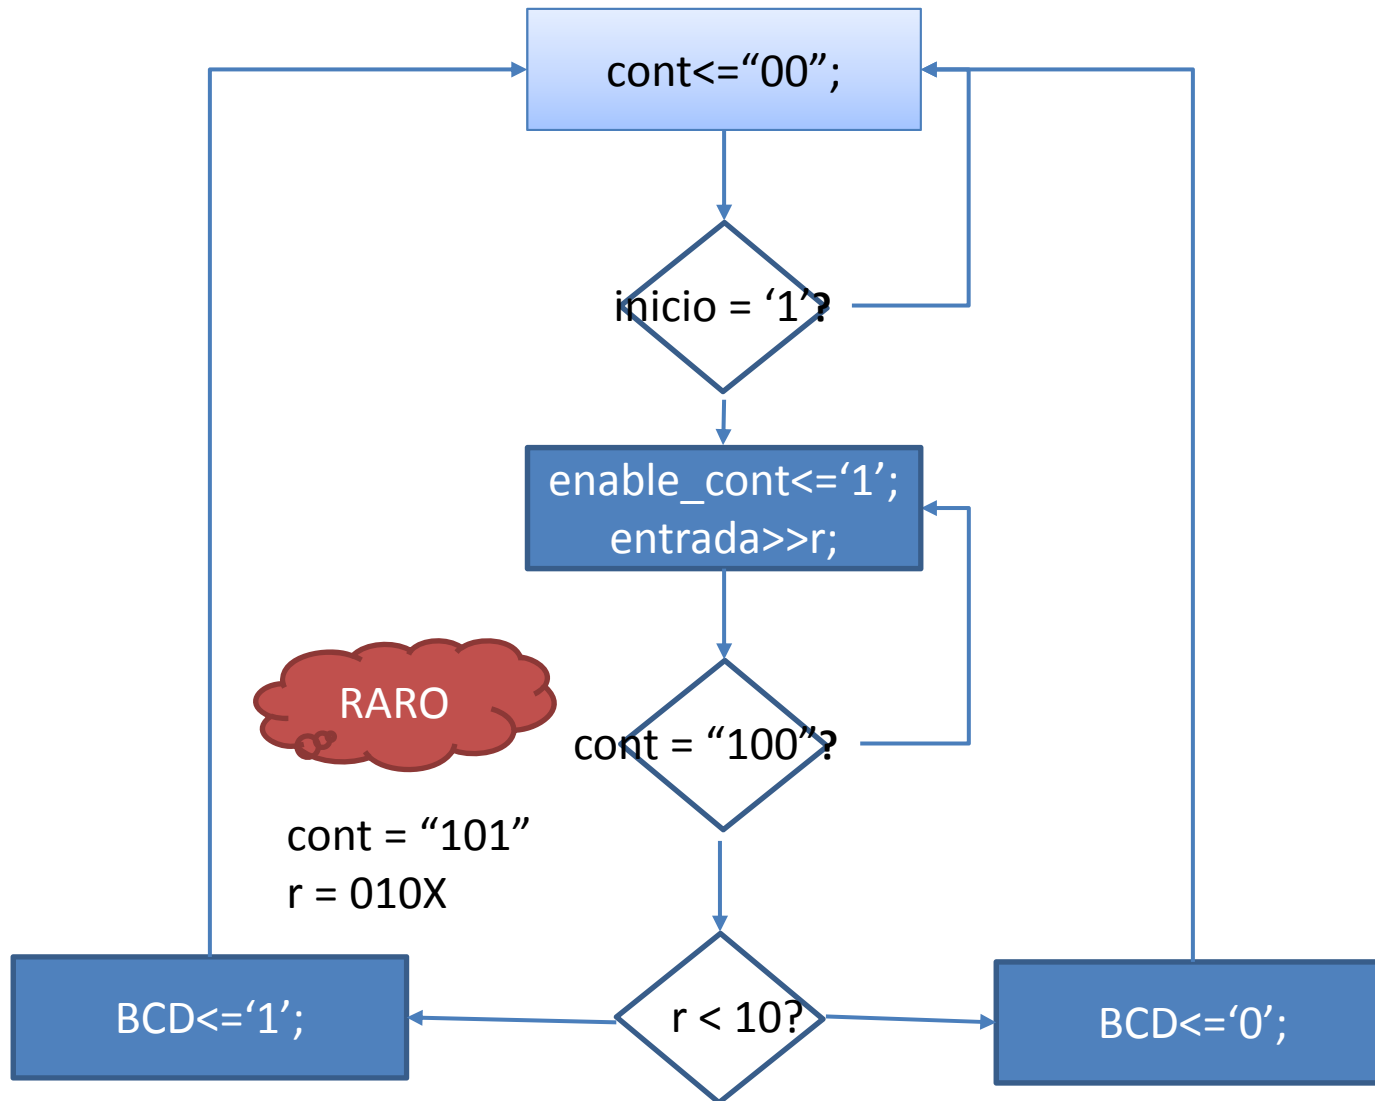 cont<=“00”;
inicio = ‘1’?
enable_cont<=‘1’;
entrada>>r;
RARO
cont = “100”?
cont = “101”
r = 010X
BCD<=‘1’;
r < 10?
BCD<=‘0’;